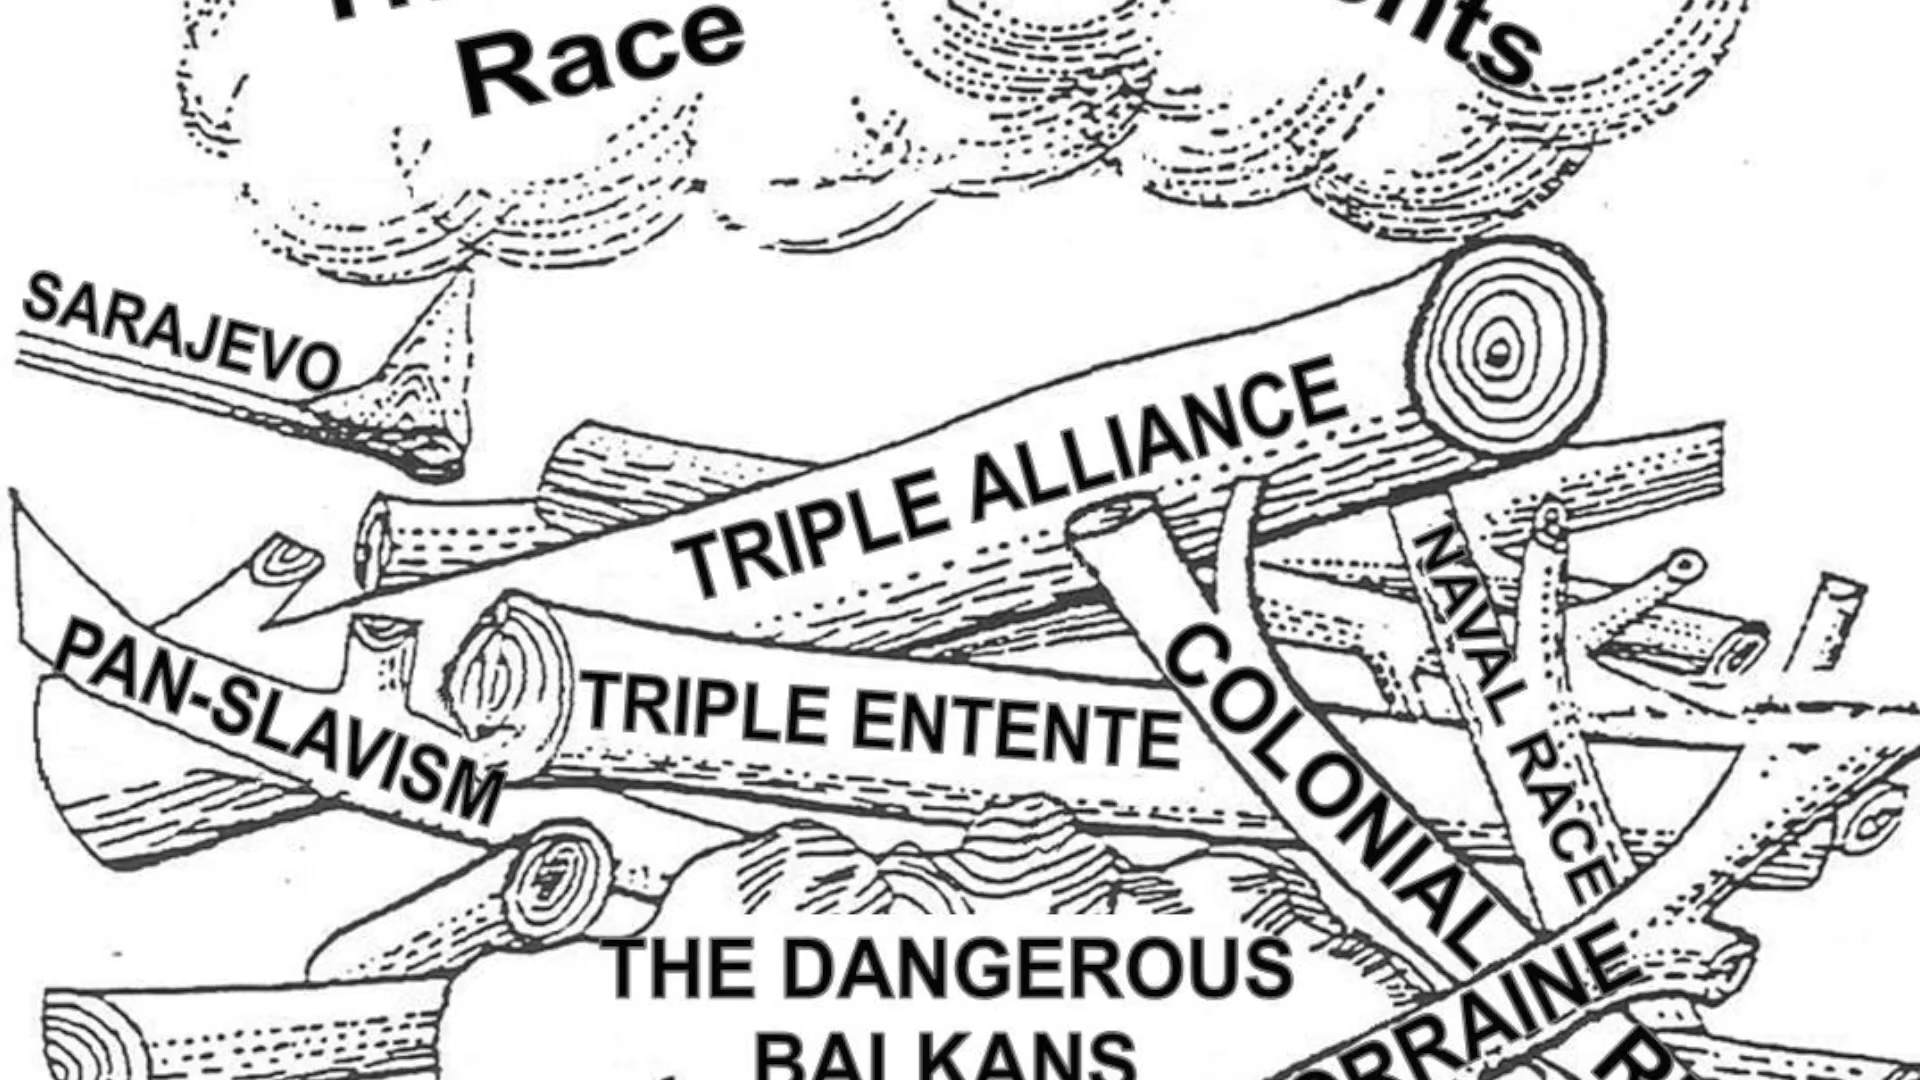 Race
SARAJEVO
TRIPLE ALLIANCE
NAVAL RACE
PAN-SLAVISM
TRIPLE ENTENTE
COLONIAL
THE DANGEROUS
BALKANS